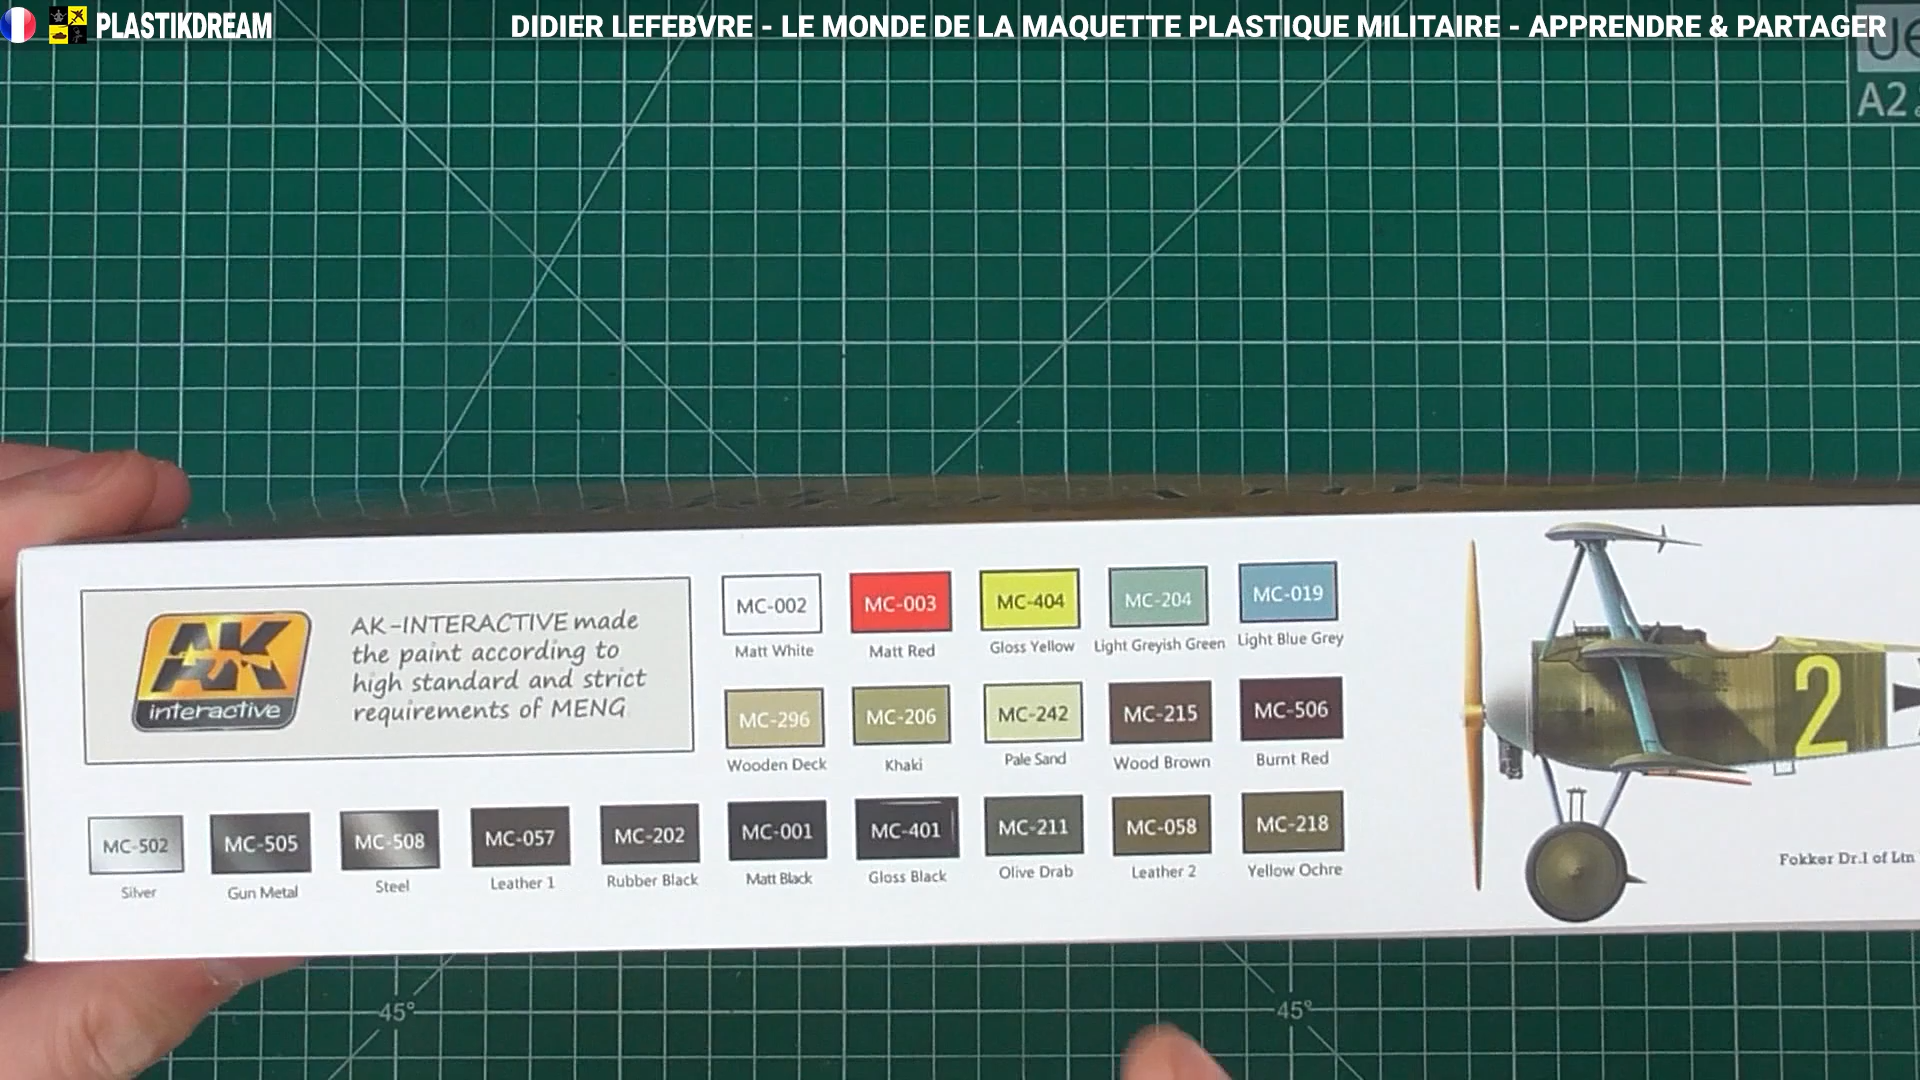 PLASTIKDREAM
DIDIER LEFEBVRE - LE MONDE DE LA MAQUETTE PLASTIQUE MILITAIRE - APPRENDRE & PARTAGER
A2
AK
interactive
AK-INTERACTIVE made
the paint according to
high standard and strict
requirements of MENG
MC-002
Matt White
MC-003
Matt Red
MC-404
Gloss Yellow
MC-204
Light Greyish Green
MC-019
Light Blue Grey
MC-296
Wooden Deck
MC-206
Khaki
MC-242
Pale Sand
MC-215
Wood Brown
MC-506
Burnt Red
MC-502
Silver
MC-505
Gun Metal
MC-508
Steel
MC-057
Leather 1
MC-202
Rubber Black
MC-001
Matt Black
MC-401
Gloss Black
MC-211
Olive Drab
MC-058
Leather 2
MC-218
Yellow Ochre
2
Fokker Dr.I of Ltn
45°
45°